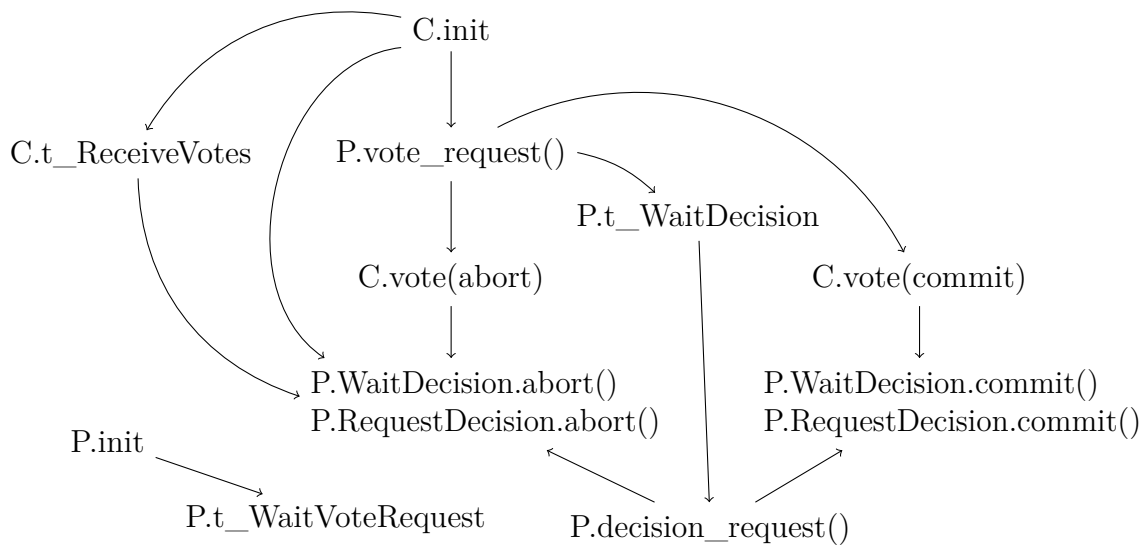 C.init
C.t_ReceiveVotes
P.vote_request()
P.t_WaitDecision
C.vote(abort)
C.vote(commit)
P.WaitDecision.abort()
P.RequestDecision.abort()
P.WaitDecision.commit()
P.RequestDecision.commit()
P.init
P.t_WaitVoteRequest
P.decision_request()